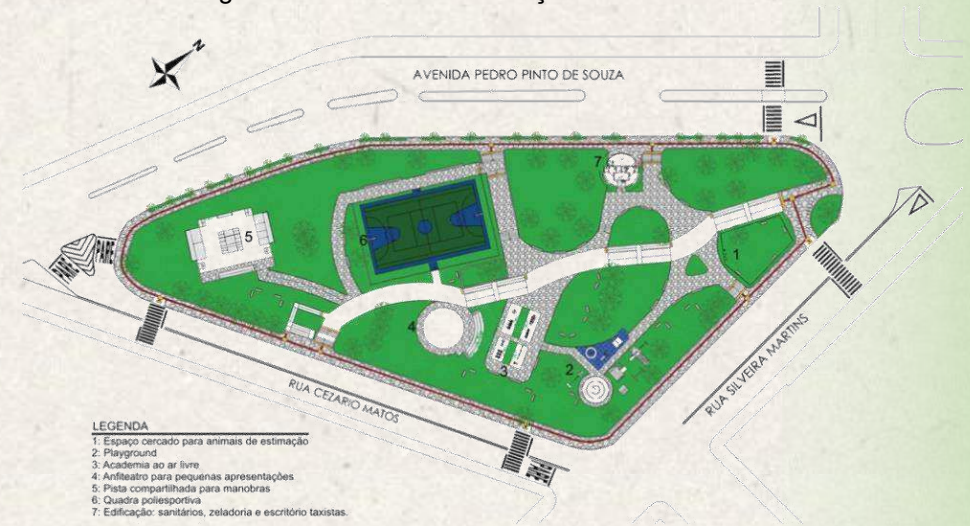 N
AVENIDA PEDRO PINTO DE SOUZA
7
5
6
1
PARE
PARE
4
3
2
RUA CEZARIO MATOS
RUA SILVEIRA MARTINS
LEGENDA
1: Espaço cercado para animais de estimação
2: Playground
3: Academia ao ar livre
4: Anfiteatro para pequenas apresentações
5: Pista compartilhada para manobras
6: Quadra poliesportiva
7: Edificação: sanitários, zeladoria e escritório taxistas.